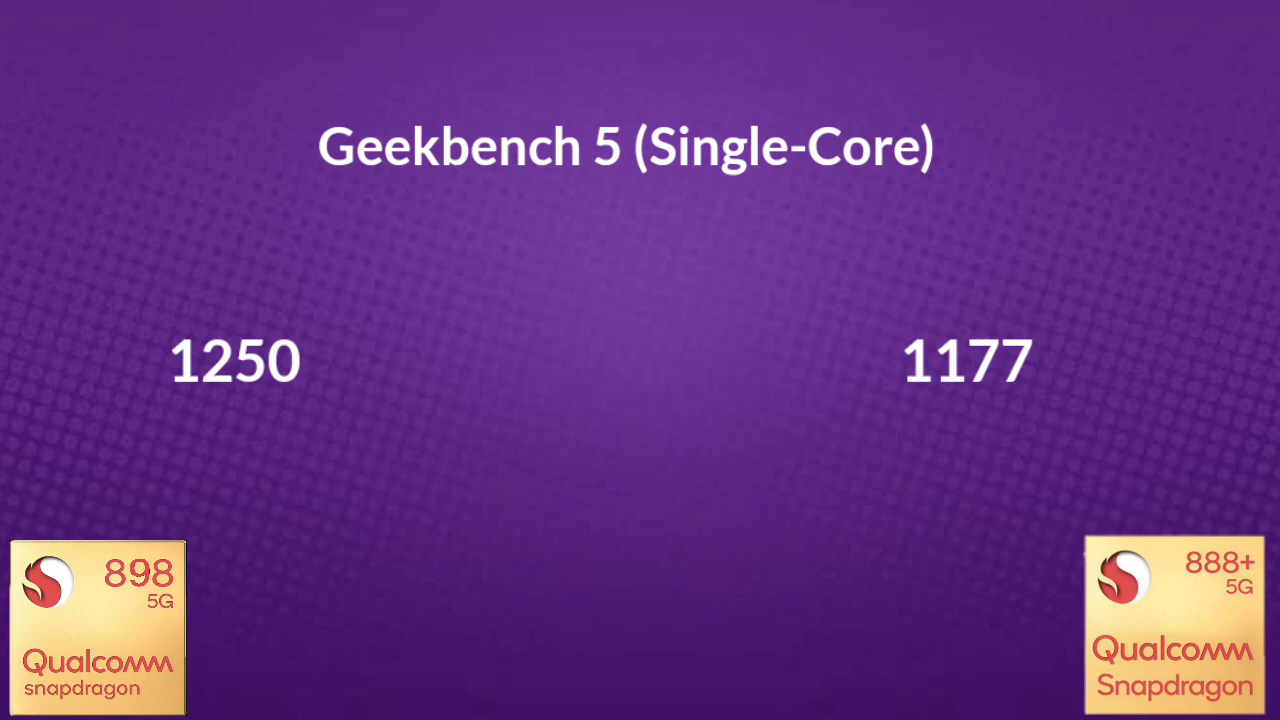 Geekbench 5 (Single-Core)
1250
1177
898
5G
Qualcomm
snapdragon
888+
5G
Qualcomm
Snapdragon